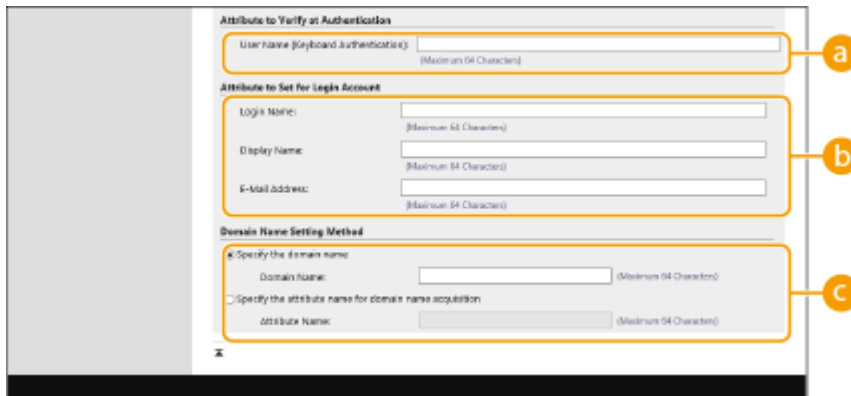 Attribute to Verify at Authentication
User Name (Keyboard Authentication):
(Maximum 64 Characters)
a
Attribute to Set for Login Account
Login Name:
(Maximum 64 Characters)
b
Display Name:
(Maximum 64 Characters)
E-Mail Address:
(Maximum 64 Characters)
Domain Name Setting Method
Specify the domain name
Domain Name: (Maximum 64 Characters)
c
Specify the attribute name for domain name acquisition
Attribute Name: (Maximum 64 Characters)